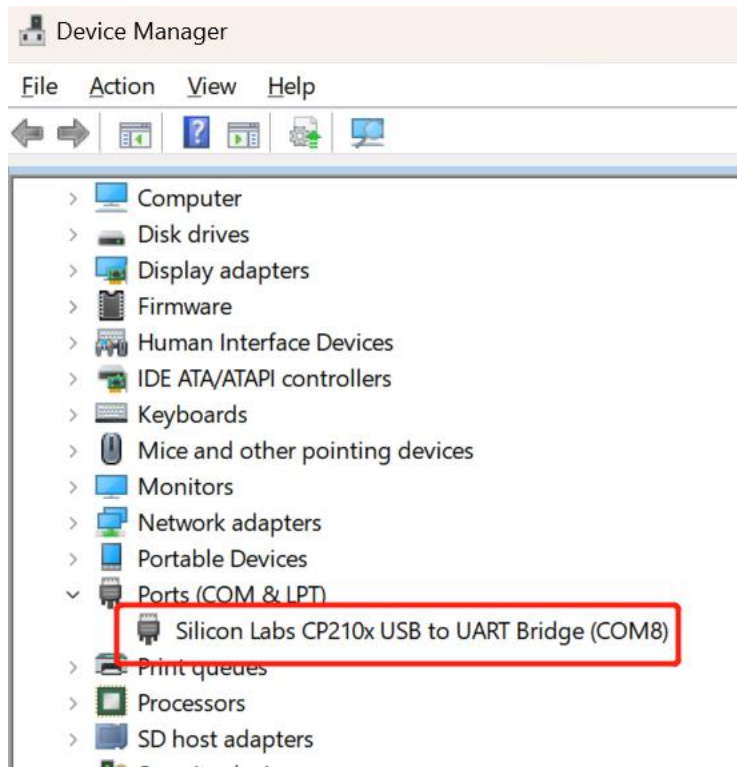 Device Manager
File Action View Help
Computer
Disk drives
Display adapters
Firmware
Human Interface Devices
IDE ATA/ATAPI controllers
Keyboards
Mice and other pointing devices
Monitors
Network adapters
Portable Devices
Ports (COM & LPT)
Silicon Labs CP210x USB to UART Bridge (COM8)
Print queues
Processors
SD host adapters